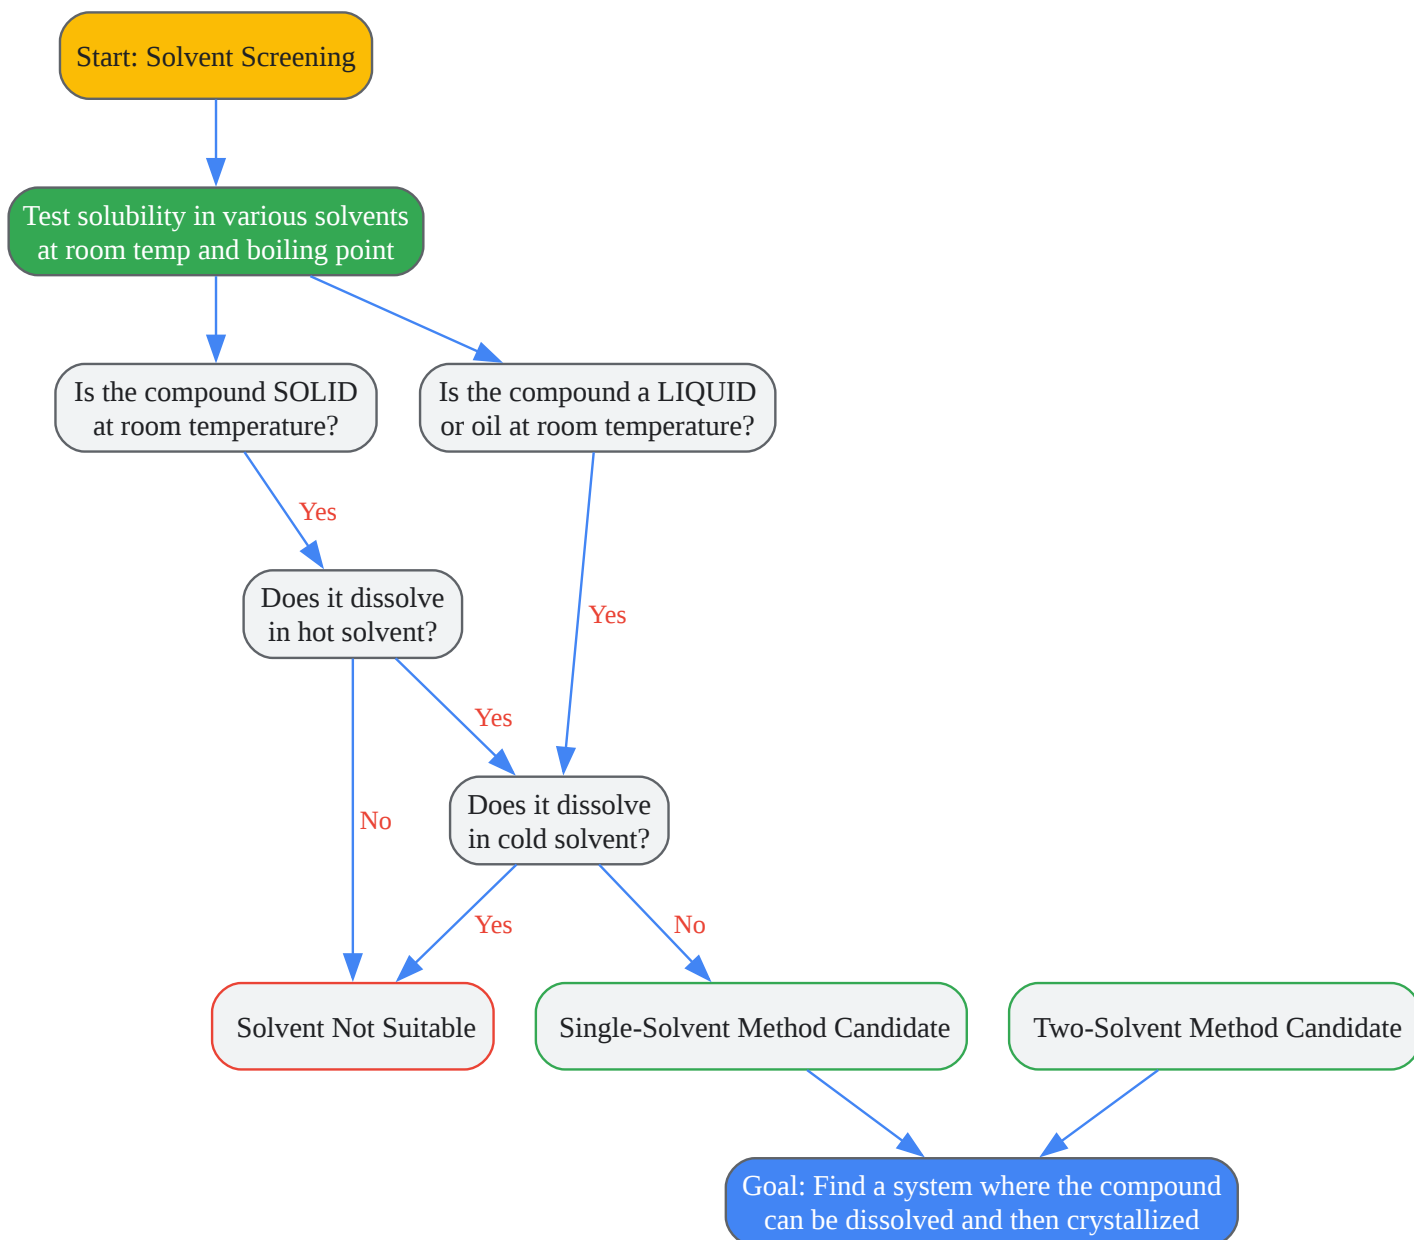 Start: Solvent Screening
Test solubility in various solvents
at room temp and boiling point
Is the compound SOLID
at room temperature?
Is the compound a LIQUID
or oil at room temperature?
Yes
Does it dissolve
in hot solvent?
Yes
Yes
No
Does it dissolve
in cold solvent?
Yes
No
Solvent Not Suitable
Single-Solvent Method Candidate
Two-Solvent Method Candidate
Goal: Find a system where the compound
can be dissolved and then crystallized